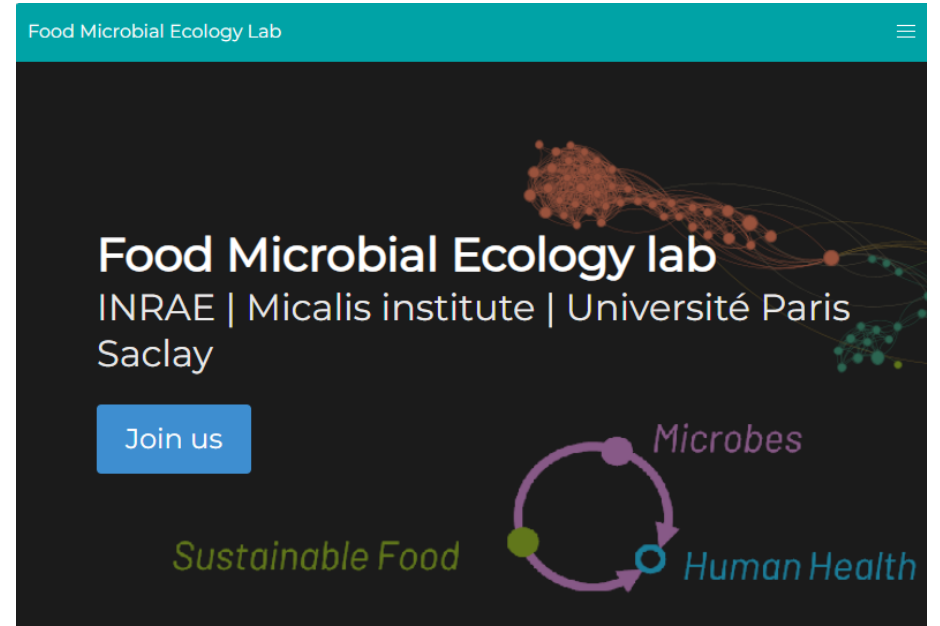 Food Microbial Ecology Lab
Food Microbial Ecology lab
INRAE | Micalis institute | Université Paris
Saclay
Join us
Microbes
Sustainable Food
Human Health